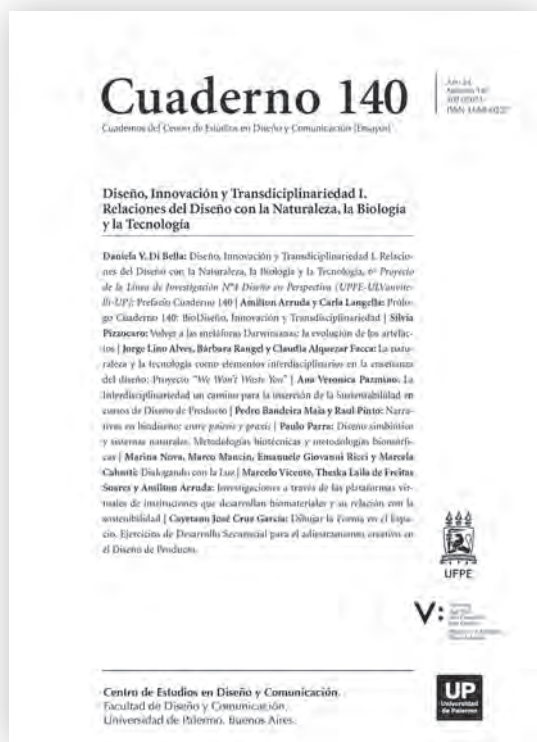 Cuaderno 140
Cuadernos del Centro de Estudios en Diseño y Comunicación [Ensayos]
Diseño, Innovación y Transdiciplinariedad I.
Relaciones del Diseño con la Naturaleza, la Biología
y la Tecnología
Daniela V. Di Bella: Diseño, Innovación y Transdiciplinariedad I. Relacio-
nes del Diseño con la Naturaleza, la Biología y la Tecnología, 6º Proyecto
de la Línea de Investigación Nº4 Diseño en Perspectiva
Prefacio Cuaderno 140 | Amilton Arruda y Carla Langella: Prólo-
go Cuaderno 140: BioDiseño, Innovación y Transdisciplinariedad | Silvia
Pizzocaro: Volver a las metáforas Darwinianas: la evolución de los artefac-
tos | Jorge Lino Alves, Bárbara Rangel y Claudia Alquezar Facca: La natu-
raleza y la tecnología como elementos interdisciplinarios en la enseñanza
del diseño: Proyecto "We Won't Waste You" | Ana Veronica Pazmino: La
Interdisciplinariedad un camino para la inserción de la Sustentabilidad en
cursos de Diseño de Producto | Pedro Bandeira Maia y Raul Pinto: Narra-
tivas en biodiseño: entre poiesis y praxis | Paulo Parra: Diseño simbiótico
y sistemas naturales. Metodologías biotécnicas y metodologías
| Marina Nova, Marco Mancin, Emanuele Giovanni Ricci y Marcela
Dialogando con la Luz | Marcelo Vicente, Theska Laila de Freitas
Soares y Amilton Arruda: Investigaciones a través de las plataformas vir-
tuales de instituciones que desarrollan biomateriales y su relación con la
sostenibilidad | Cayetano José Cruz García: Dibujar la Forma en el Espa-
cio. Ejercicios de Desarrollo Secuencial para el adiestramiento creativo en
el Diseño de Producto.
UFPE
V:
Centro de Estudios en Diseño y Comunicación.
Facultad de Diseño y Comunicación.
Universidad de Palermo. Buenos Aires.
UP
Universidad
de Palermo